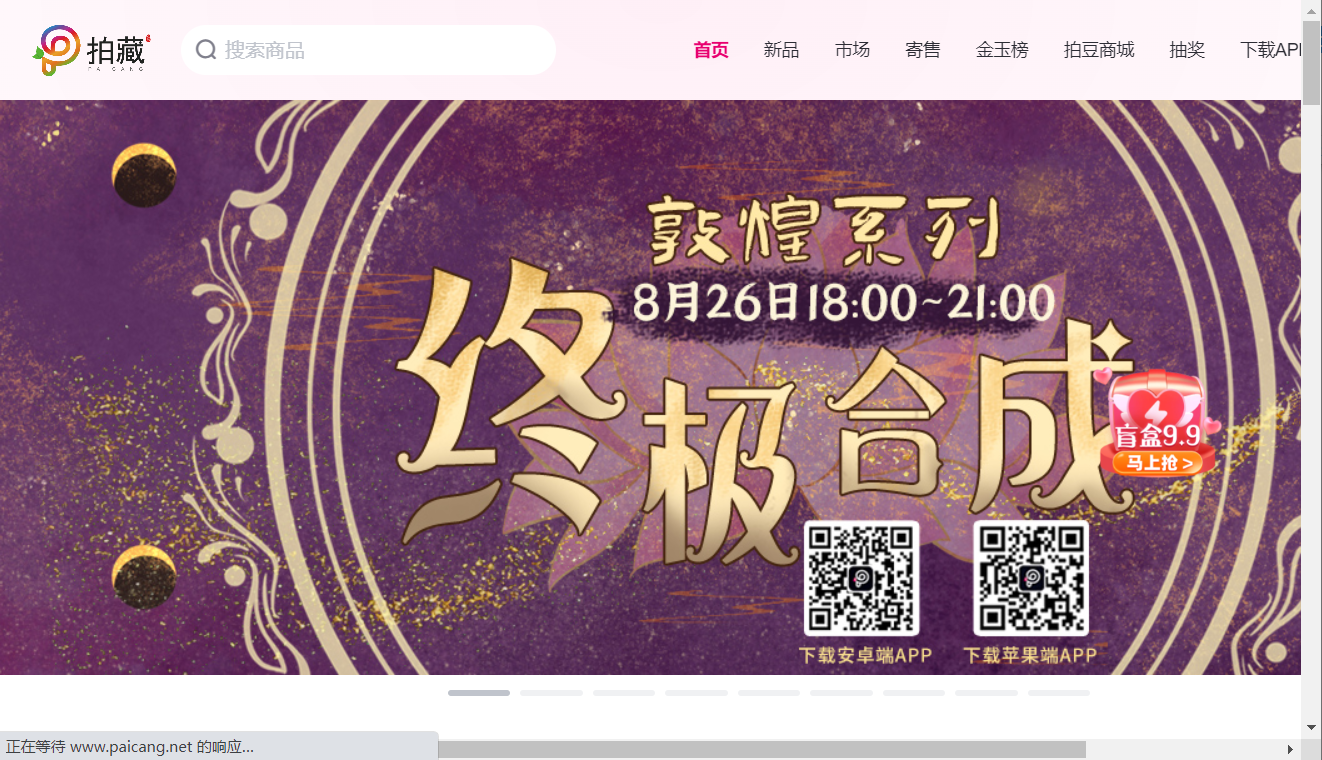 拍藏
PAI CANG
搜索商品
首页 新品 市场 寄售 金玉榜 拍豆商城 抽奖 下载AP
敦煌系列
8月26日18:00~21:00
终极合成
盲盒9.9
马上抢 >
下载安卓端APP 下载苹果端APP
正在等待 www.paicang.net 的响应...